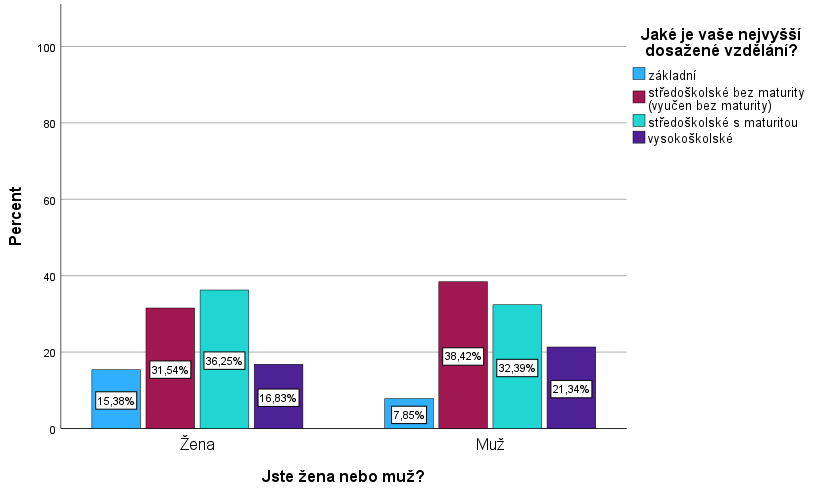 Jaké je vaše nejvyšší
dosažené vzdělání?
základní
středoškolské bez maturity
(vyučen bez maturity)
středoškolské s maturitou
vysokoškolské
Percent
100
80
60
40
20
0
15,38%
31,54%
36,25%
16,83%
7,85%
38,42%
32,39%
21,34%
Žena
Muž
Jste žena nebo muž?